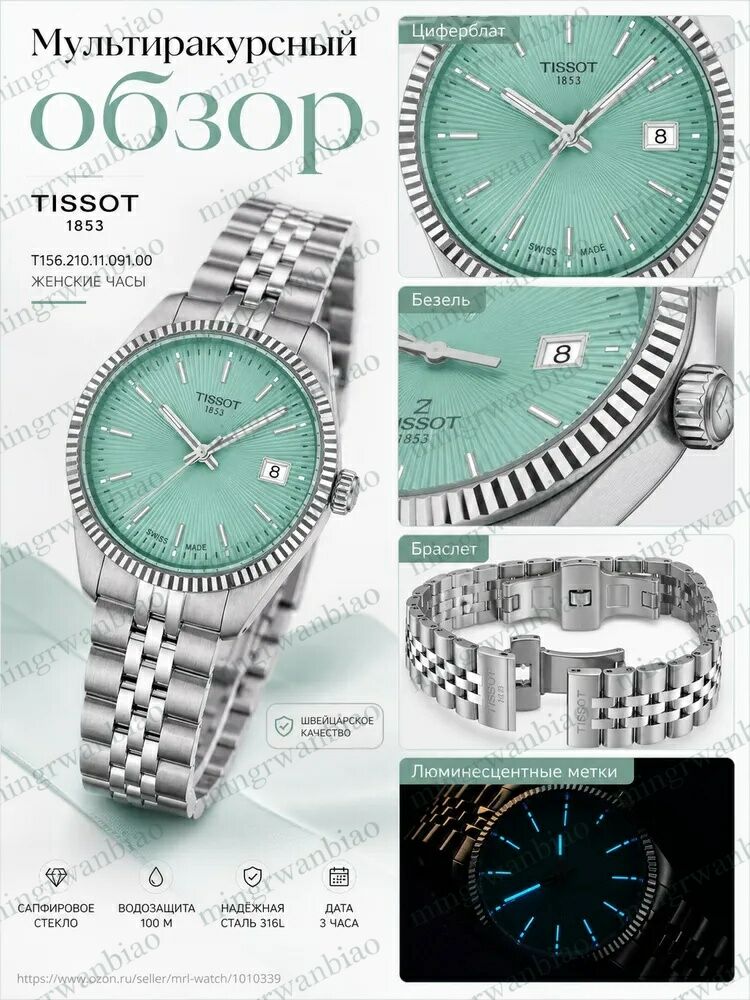 Мультиракурсный
обзор
TISSOT
1853
T156.210.11.091.00
ЖЕНСКИЕ ЧАСЫ
TISSOT
1853
8
SWISS MADE
ШВЕЙЦАРСКОЕ
КАЧЕСТВО
САПФИРОВОЕ
СТЕКЛО
ВОДОЗАЩИТА
100 М
НАДЁЖНАЯ
СТАЛЬ 316L
ДАТА
3 ЧАСА
https://www.ozon.ru/seller/mrl-watch/1010339
Циферблат
TISSOT
1853
8
SWISS MADE
Безель
8
ISSOT
1853
Браслет
TISSOT
TISSOT
Люминесцентные метки
mingrwanbiao